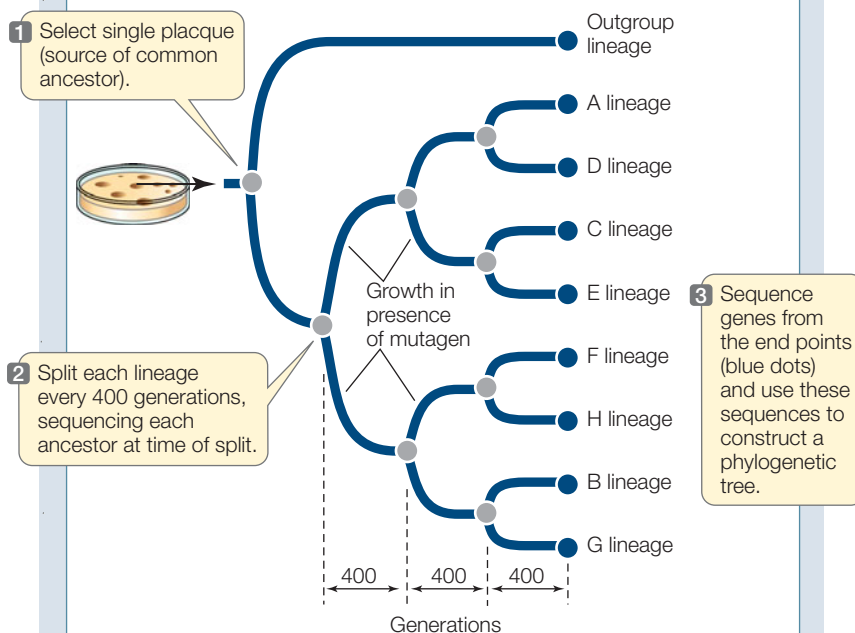 1 Select single placque
(source of common
ancestor).
Outgroup
lineage
A lineage
D lineage
C lineage
E lineage
Growth in
presence
of mutagen
F lineage
H lineage
B lineage
G lineage
2 Split each lineage
every 400 generations,
sequencing each
ancestor at time of split.
3 Sequence
genes from
the end points
(blue dots)
and use these
sequences to
construct a
phylogenetic
tree.
400 400 400
Generations